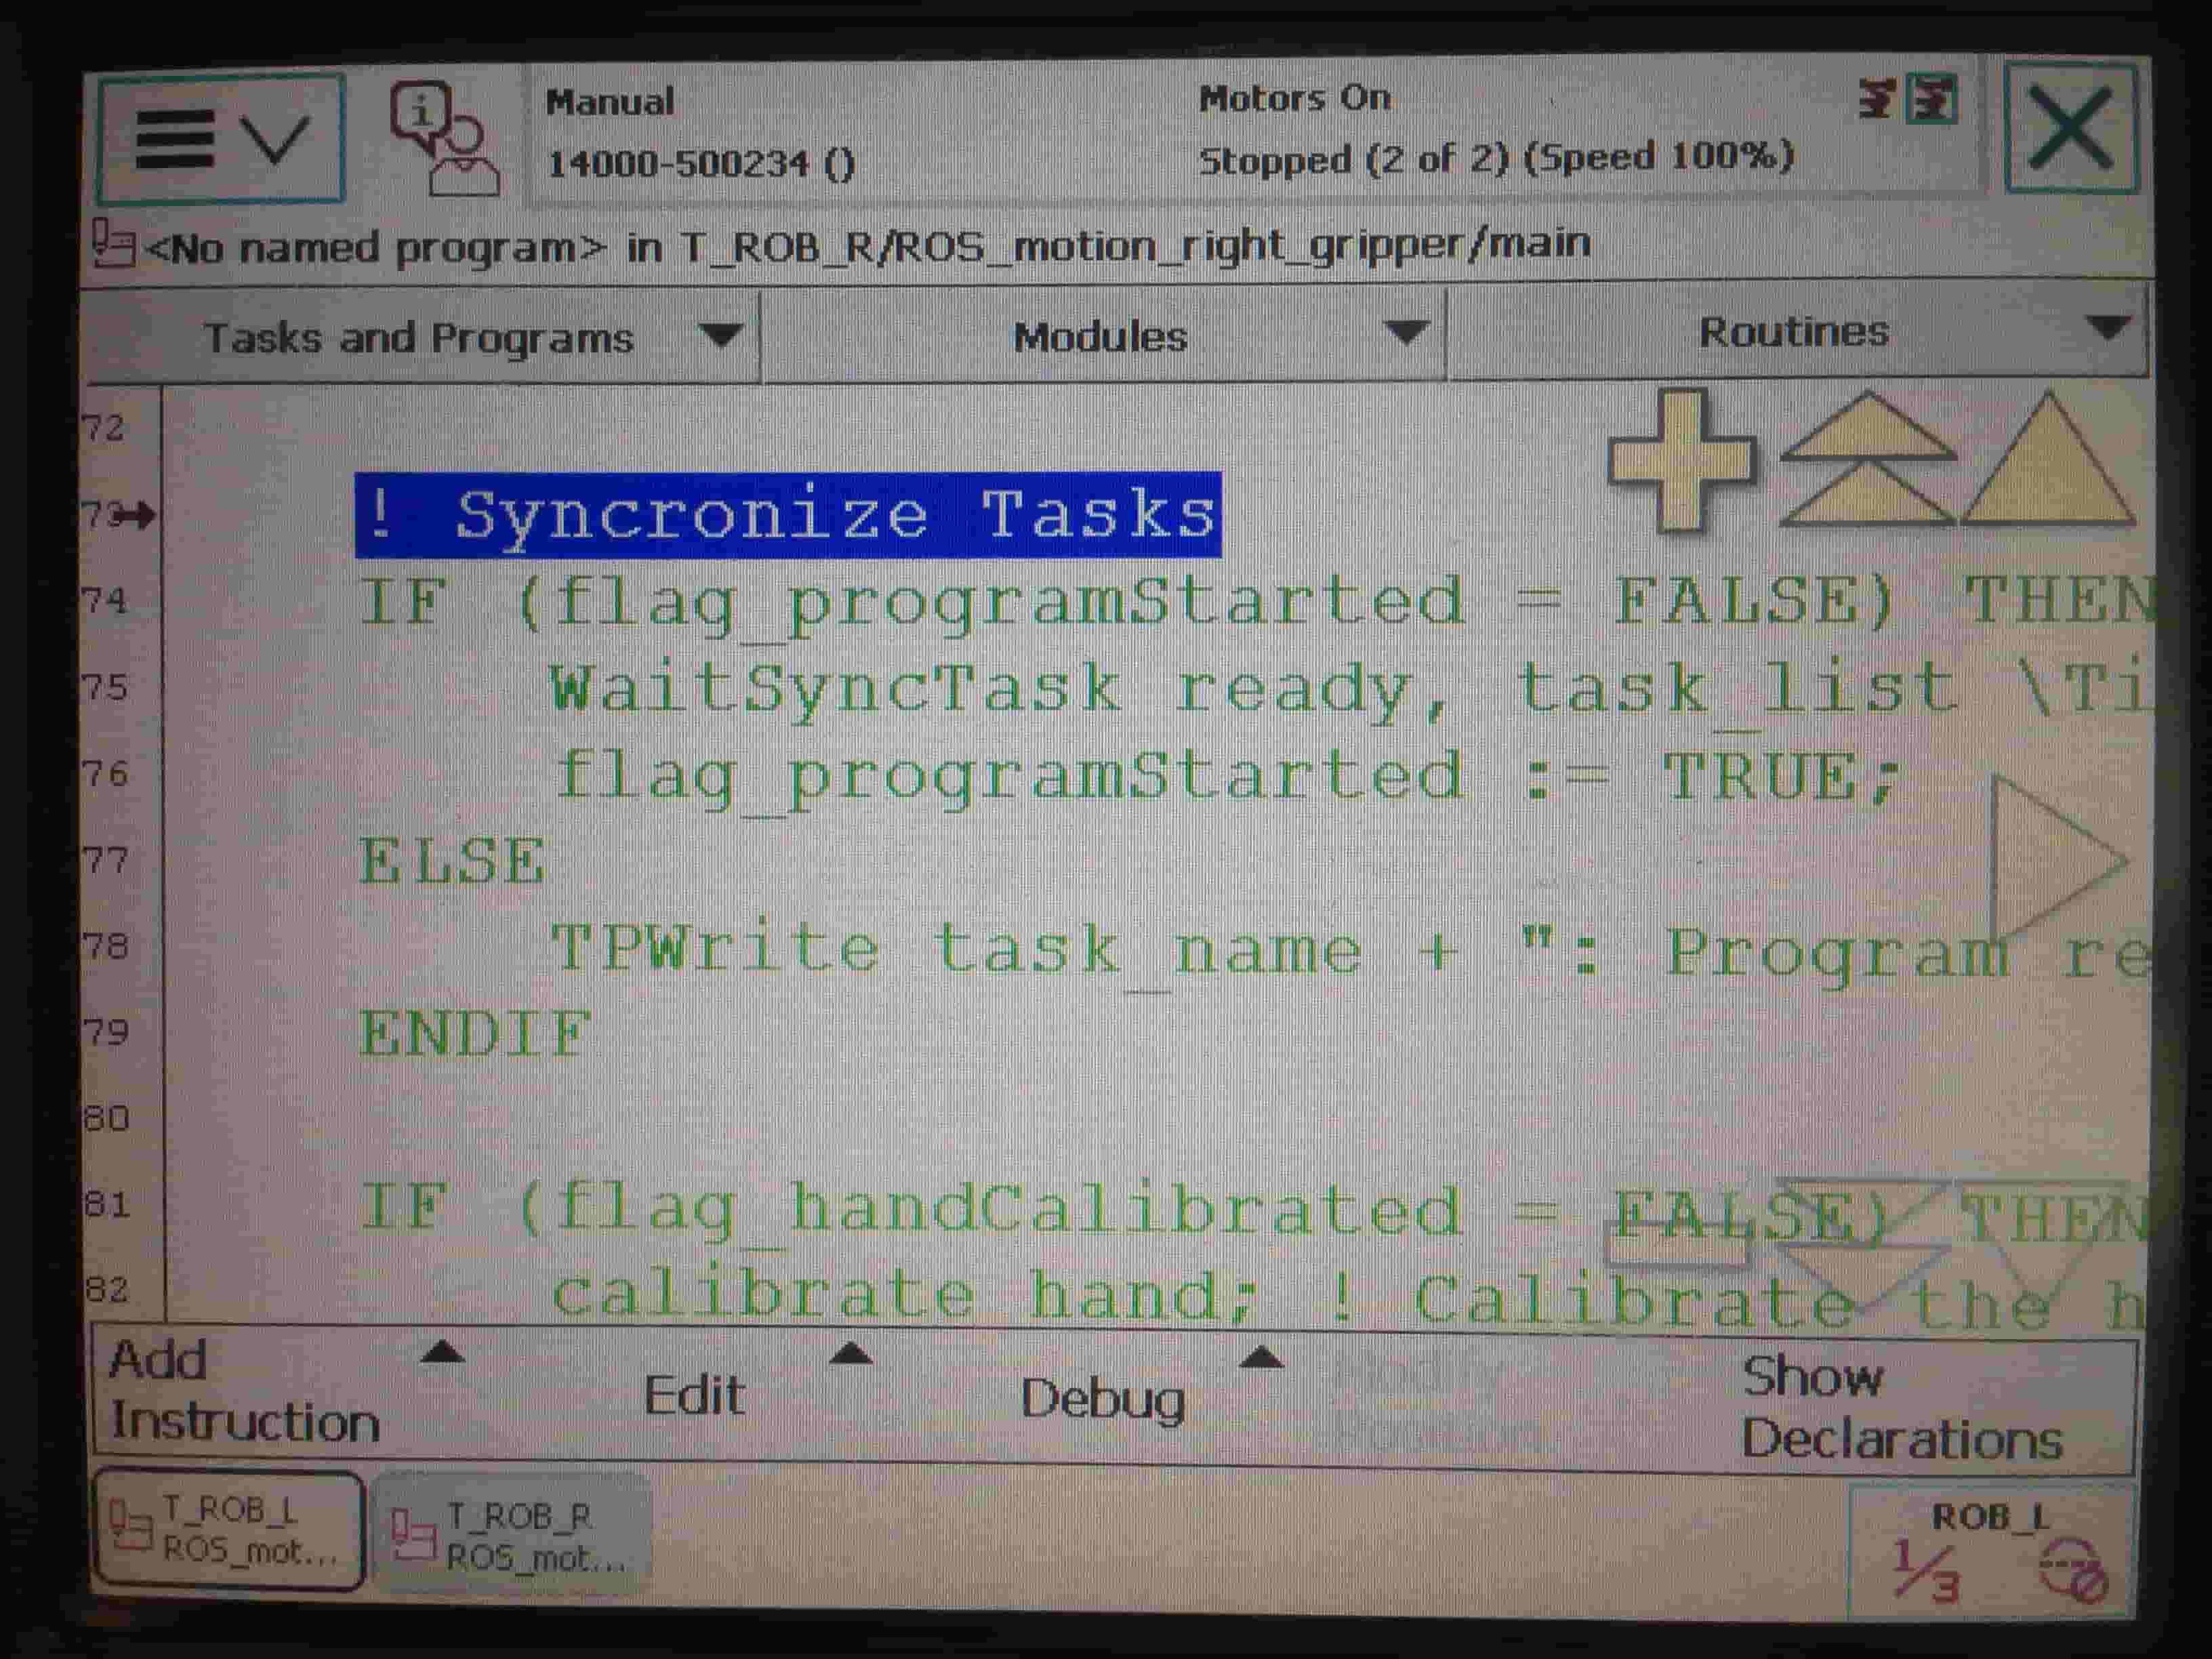 Manual
14000-500234 ()
Motors On
Stopped (2 of 2) (Speed 100%)
<No named program> in T_ROB_R/ROS_motion_right_gripper/main
Tasks and Programs
Modules
Routines
72
73 ! Syncronize Tasks
74 IF (flag_programStarted = FALSE) THEN
75 WaitSyncTask ready, task_list \Ti
76 flag_programStarted := TRUE;
77 ELSE
78 TPWrite task_name + ": Program re
79 ENDIF
80
81 IF (flag_handCalibrated = FALSE) THEN
82 calibrate hand; ! Calibrate the h
Add Instruction
Edit
Debug
Show Declarations
T_ROB_L
ROS_mot...
T_ROB_R
ROS_mot...
ROB_L
1/3